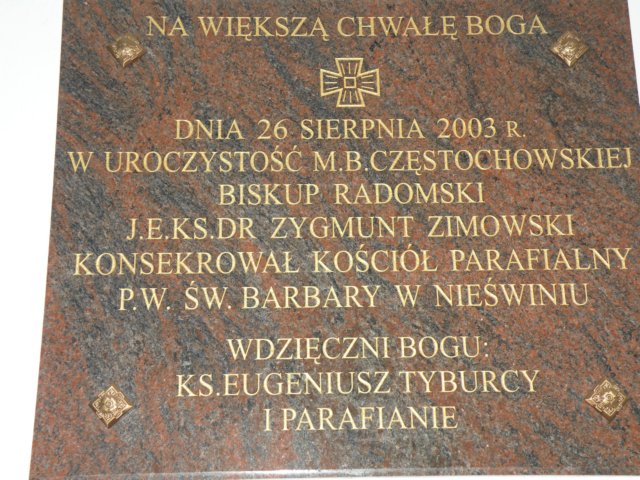 NA WIĘKSZĄ CHWAŁĘ BOGA
DNIA 26 SIERPNIA 2003 R.
W UROCZYSTOŚĆ M.B.CZĘSTOCHOWSKIEJ
BISKUP RADOMSKI
J.E.KS.DR ZYGMUNT ZIMOWSKI
KONSEKROWAŁ KOŚCIÓŁ PARAFIALNY
P.W. ŚW. BARBARY W NIEŚWINIU
WDZIĘCZNI BOGU:
KS.EUGENIUSZ TYBURCY
I PARAFIANIE